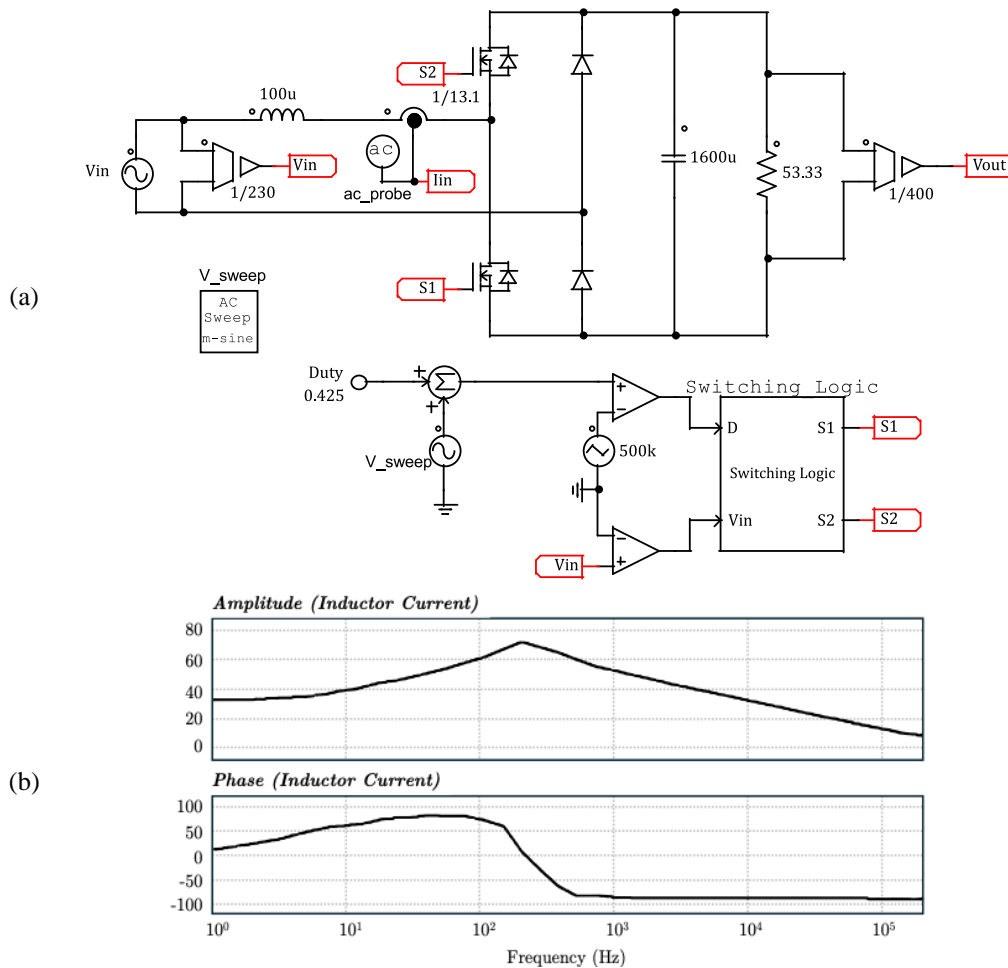 S2
1/13.1
100u
ac
Vin
Vin
1/230
ac_probe
Iin
1600u
53.33
1/400
Vout
V_sweep
AC
Sweep
m-sine
S1
(a)
Duty
0.425
+
Σ
+
V_sweep
+
−
500k
Vin
−
+
Switching Logic
D
S1
S1
Switching Logic
Vin
S2
S2
Amplitude (Inductor Current)
80
60
40
20
0
(b)
Phase (Inductor Current)
100
50
0
-50
-100
10⁰ 10¹ 10² 10³ 10⁴ 10⁵
Frequency (Hz)